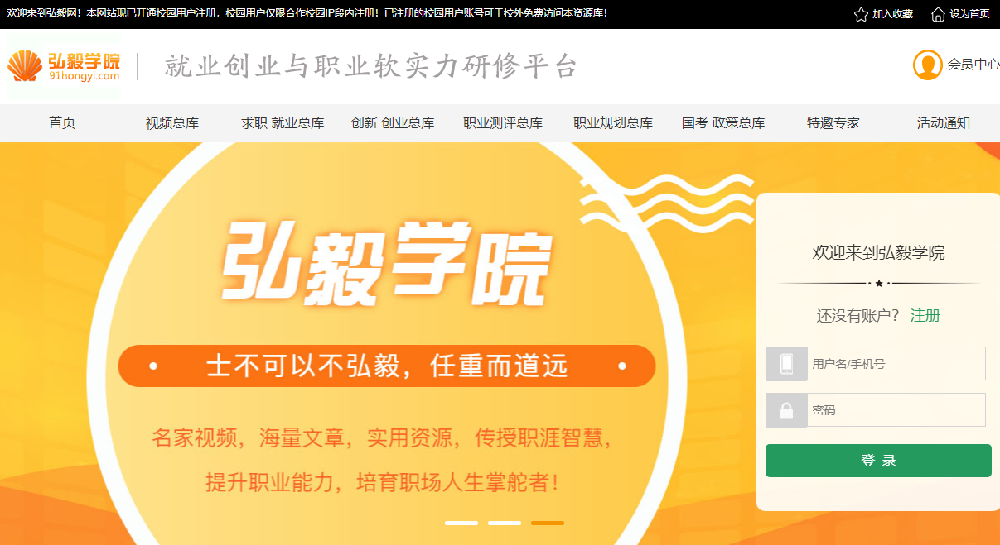 欢迎来到弘毅网！本网站现已开通校园用户注册，校园用户仅限合作校园IP段内注册！已注册的校园用户账号可于校外免费访问本资源库！
加入收藏 设为首页
弘毅学院
91hongyi.com
就业创业与职业软实力研修平台
会员中心
首页 视频总库 求职 就业总库 创新 创业总库 职业测评总库 职业规划总库 国考 政策总库 特邀专家 活动通知
弘毅学院
士不可以不弘毅，任重而道远
名家视频，海量文章，实用资源，传授职涯智慧，
提升职业能力，培育职场人生掌舵者！
欢迎来到弘毅学院
还没有账户？ 注册
用户名/手机号
密码
登 录